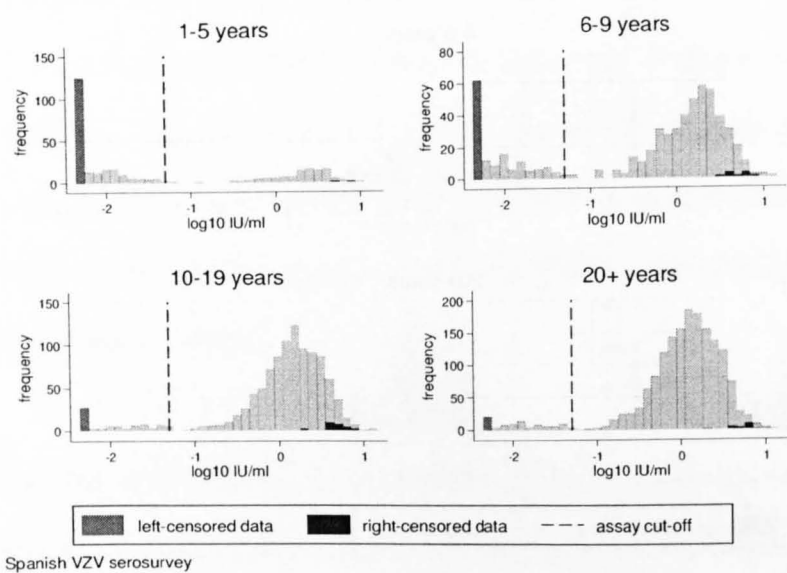 1-5 years
150
100
50
0
frequency
-2 -1 0 1
log10 IU/ml
6-9 years
80
60
40
20
0
frequency
-2 -1 0 1
log10 IU/ml
10-19 years
150
100
50
0
frequency
-2 -1 0 1
log10 IU/ml
20+ years
200
150
100
50
0
frequency
-2 -1 0 1
log10 IU/ml
left-censored data right-censored data assay cut-off
Spanish VZV serosurvey